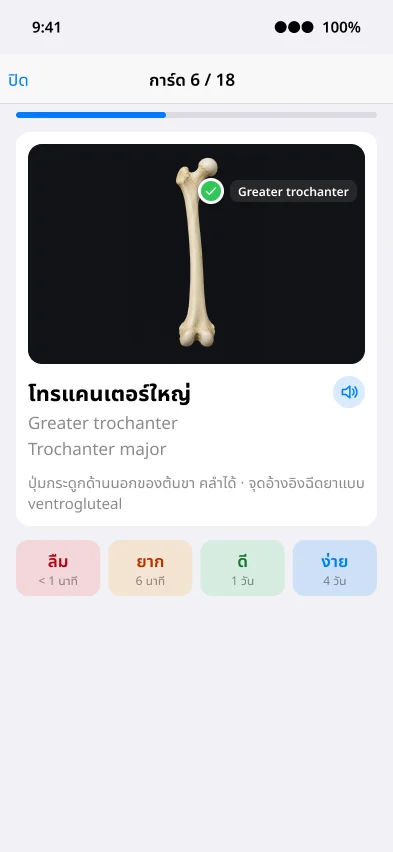 9:41
100%
ปิด
การ์ด 6 / 18
Greater trochanter
โทรแคนเตอร์ใหญ่
Greater trochanter
Trochanter major
ปุ่มกระดูกด้านนอกของต้นขา คลำได้ · จุดอ้างอิงฉีดยาแบบ
ventrogluteal
ลืม
< 1 นาที
ยาก
6 นาที
ดี
1 วัน
ง่าย
4 วัน